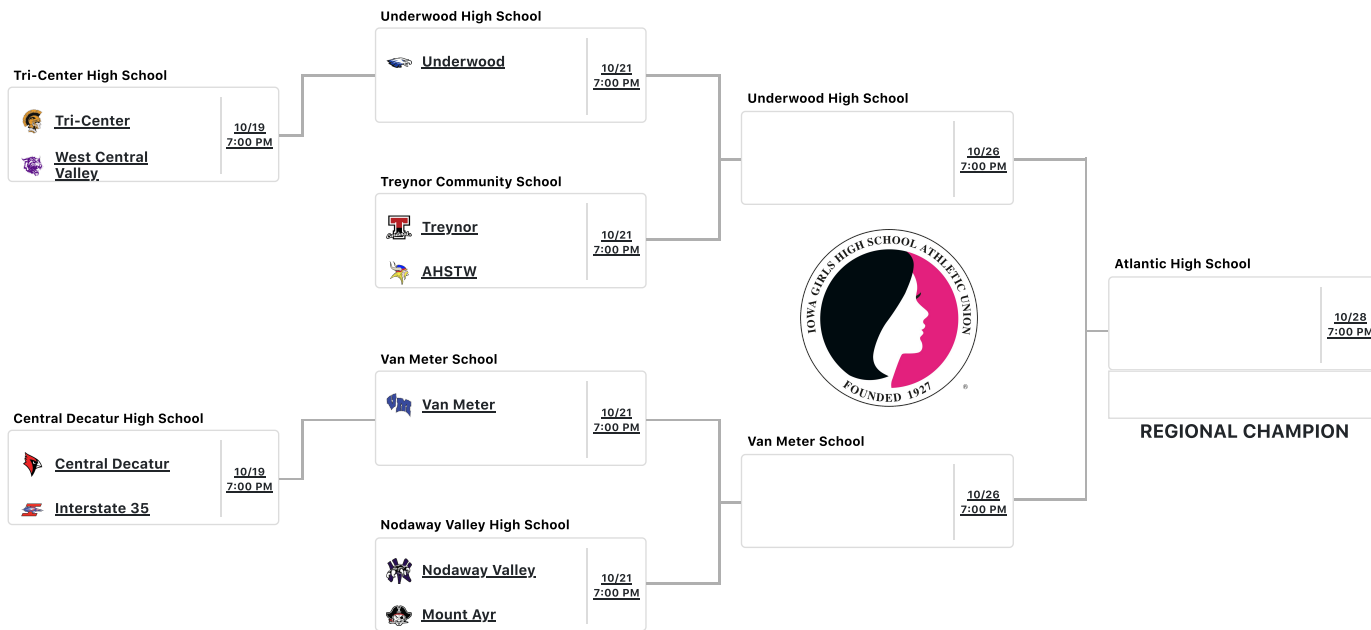 Underwood High School
Underwood
10/21
7:00 PM
Tri-Center High School
Tri-Center
West Central
Valley
10/19
7:00 PM
Treynor Community School
Treynor
AHSTW
10/21
7:00 PM
Underwood High School
10/26
7:00 PM
IOWA GIRLS HIGH SCHOOL ATHLETIC UNION
FOUNDED 1927
®
Atlantic High School
10/28
7:00 PM
REGIONAL CHAMPION
Van Meter School
Van Meter
10/21
7:00 PM
Central Decatur High School
Central Decatur
Interstate 35
10/19
7:00 PM
Van Meter School
10/26
7:00 PM
Nodaway Valley High School
Nodaway Valley
Mount Ayr
10/21
7:00 PM